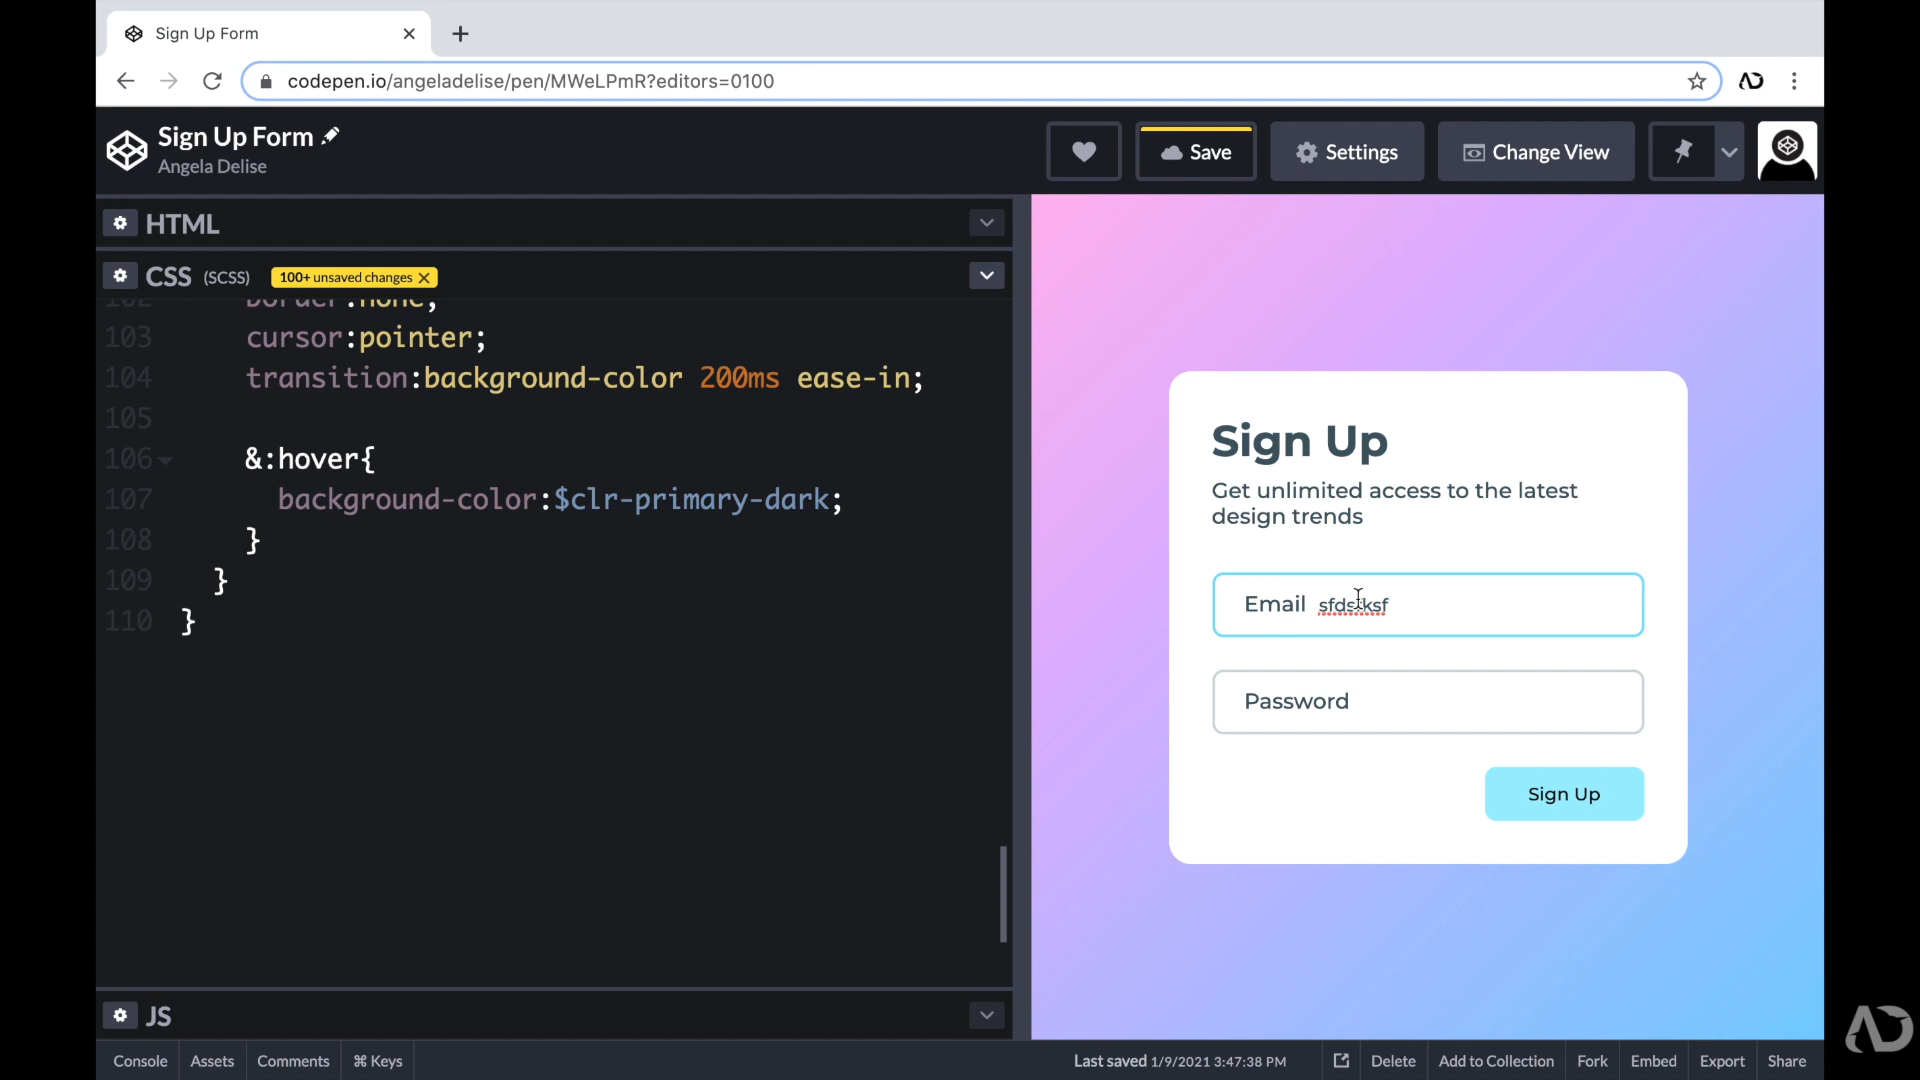 Sign Up Form
codepen.io/angeladelise/pen/MWeLPmR?editors=0100
Sign Up Form
Angela Delise
Save
Settings
Change View
HTML
CSS (SCSS) 100+ unsaved changes
102 border:none;
103 cursor:pointer;
104 transition:background-color 200ms ease-in;
105
106 &:hover{
107 background-color:$clr-primary-dark;
108 }
109 }
110 }
JS
Sign Up
Get unlimited access to the latest
design trends
Email
Password
Sign Up
Console Assets Comments ⌘ Keys
Last saved 1/9/2021 3:47:38 PM Delete Add to Collection Fork Embed Export Share